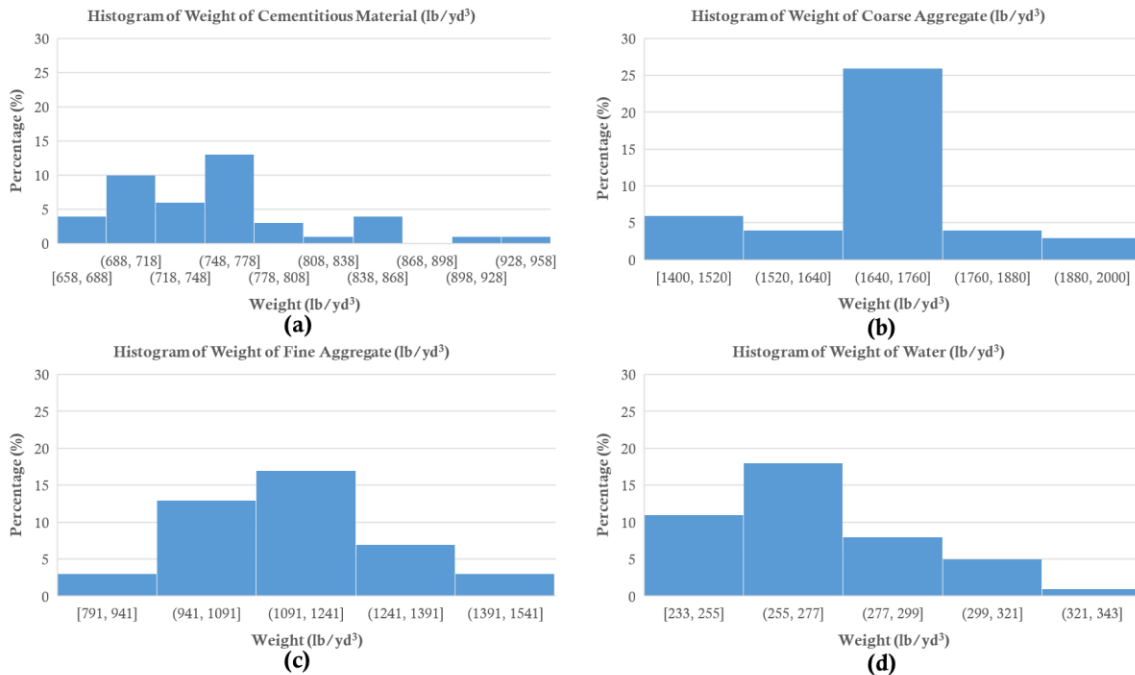 Histogram of Weight of Cementitious Material (lb/yd³)
Percentage (%)
30
25
20
15
10
5
0
(688, 718] (748, 778] (808, 838] (868, 898] (928, 958]
[658, 688] (718, 748] (778, 808] (838, 868] (898, 928]
Weight (lb/yd³)
(a)
Histogram of Weight of Coarse Aggregate (lb/yd³)
Percentage (%)
30
25
20
15
10
5
0
[1400, 1520] (1520, 1640] (1640, 1760] (1760, 1880] (1880, 2000]
Weight (lb/yd³)
(b)
Histogram of Weight of Fine Aggregate (lb/yd³)
Percentage (%)
30
25
20
15
10
5
0
[791, 941] (941, 1091] (1091, 1241] (1241, 1391] (1391, 1541]
Weight (lb/yd³)
(c)
Histogram of Weight of Water (lb/yd³)
Percentage (%)
30
25
20
15
10
5
0
[233, 255] (255, 277] (277, 299] (299, 321] (321, 343]
Weight (lb/yd³)
(d)